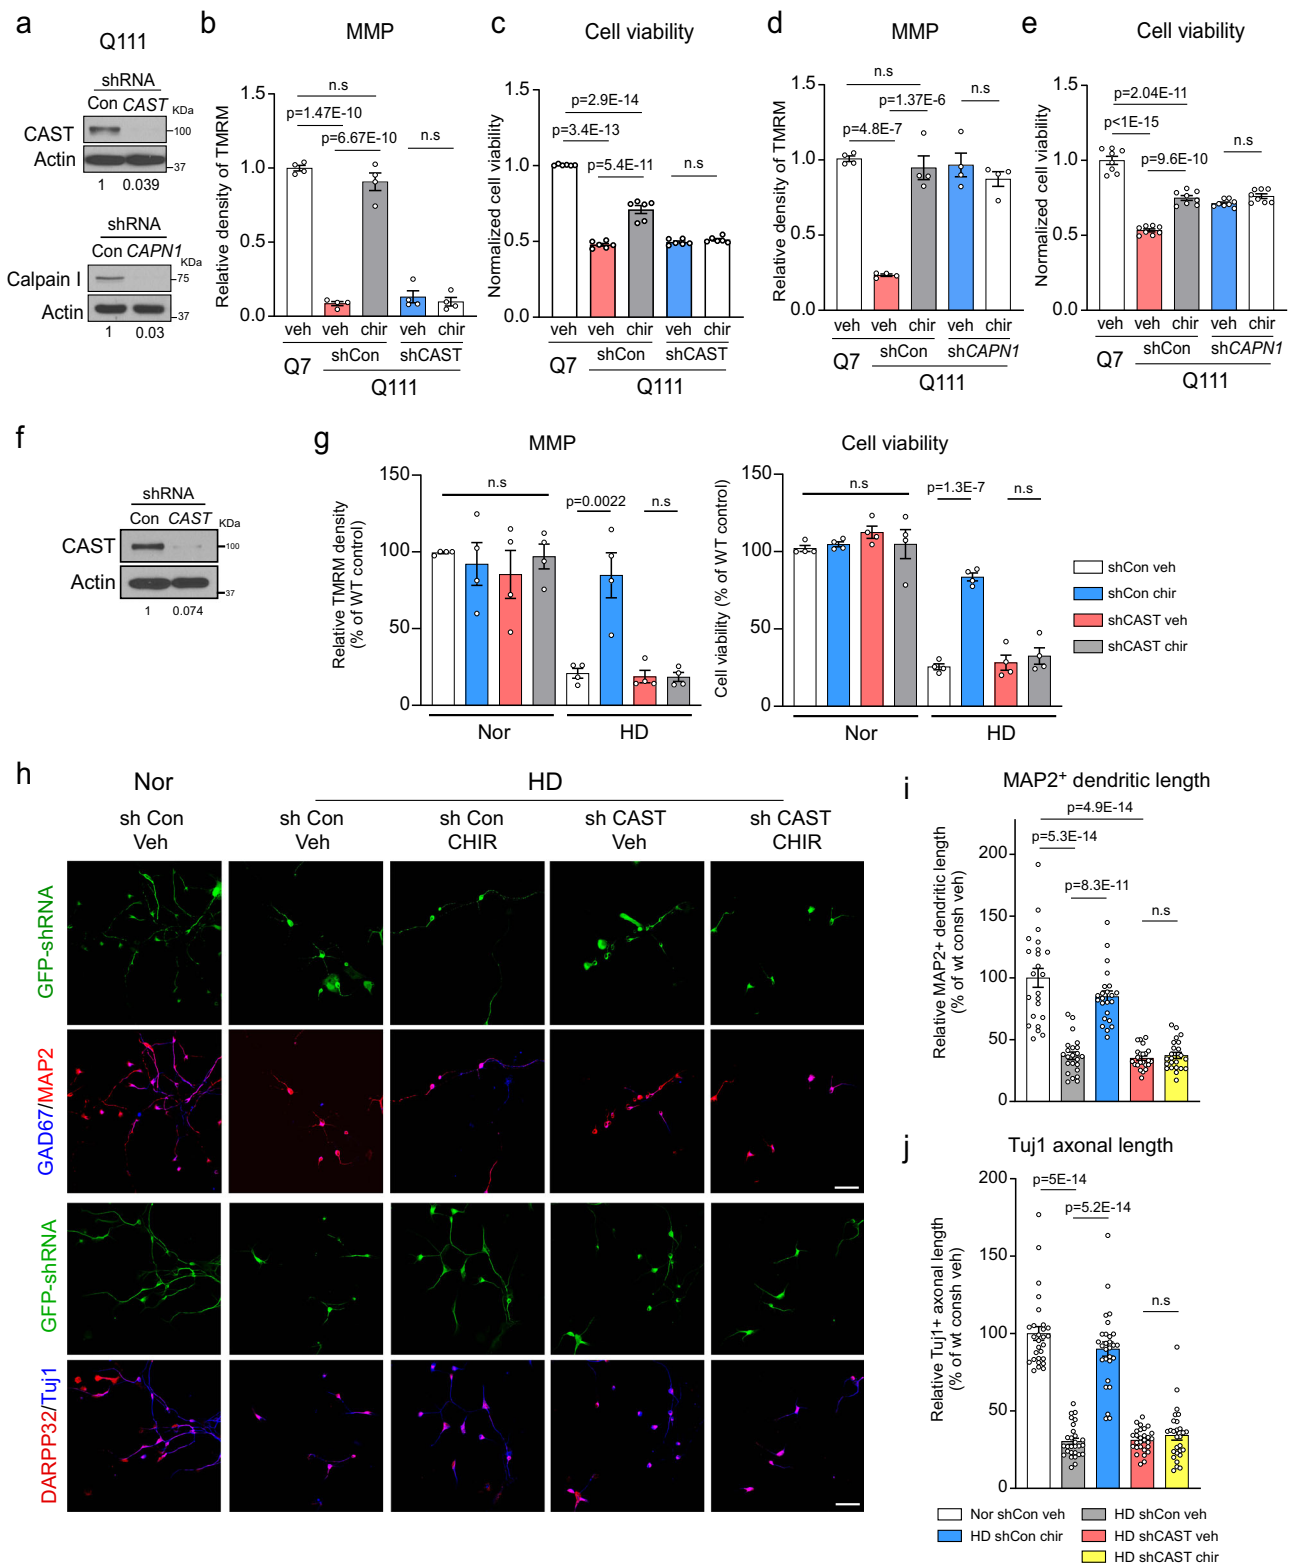 a
Q111
shRNA
Con CAST
KDa
CAST
100
Actin
37
1 0.039
shRNA
Con CAPN1
KDa
Calpain I
75
Actin
37
1 0.03
b
MMP
Relative density of TMRM
1.5
1.0
0.5
0.0
n.s
p=1.47E-10
p=6.67E-10
n.s
veh veh chir veh chir
shCon shCAST
Q7
Q111
c
Cell viability
Normalized cell viability
1.5
1.0
0.5
0.0
p=2.9E-14
p=3.4E-13
p=5.4E-11
n.s
veh veh chir veh chir
shCon shCAST
Q7
Q111
d
MMP
Relative density of TMRM
1.5
1.0
0.5
0.0
n.s
p=1.37E-6
p=4.8E-7
n.s
veh veh chir veh chir
shCon shCAPN1
Q7
Q111
e
Cell viability
Normalized cell viability
1.5
1.0
0.5
0.0
p=2.04E-11
p<1E-15
p=9.6E-10
n.s
veh veh chir veh chir
shCon shCAPN1
Q7
Q111
f
shRNA
Con CAST
KDa
CAST
100
Actin
37
1 0.074
g
MMP
Relative TMRM density
(% of WT control)
150
100
50
0
n.s
p=0.0022
n.s
Nor HD
Cell viability
Cell viability (% of WT control)
150
100
50
0
n.s
p=1.3E-7
n.s
Nor HD
shCon veh
shCon chir
shCAST veh
shCAST chir
h
Nor HD
sh Con sh Con sh Con sh CAST sh CAST
Veh Veh CHIR Veh CHIR
GFP-shRNA
GAD67/MAP2
GFP-shRNA
DARPP32/Tuj1
i
MAP2+ dendritic length
Relative MAP2+ dendritic length
(% of wt consh veh)
200
150
100
50
0
p=4.9E-14
p=5.3E-14
p=8.3E-11
n.s
j
Tuj1 axonal length
Relative Tuj1+ axonal length
(% of wt consh veh)
200
150
100
50
0
p=5E-14
p=5.2E-14
n.s
Nor shCon veh
HD shCon chir
HD shCon veh
HD shCAST veh
HD shCAST chir